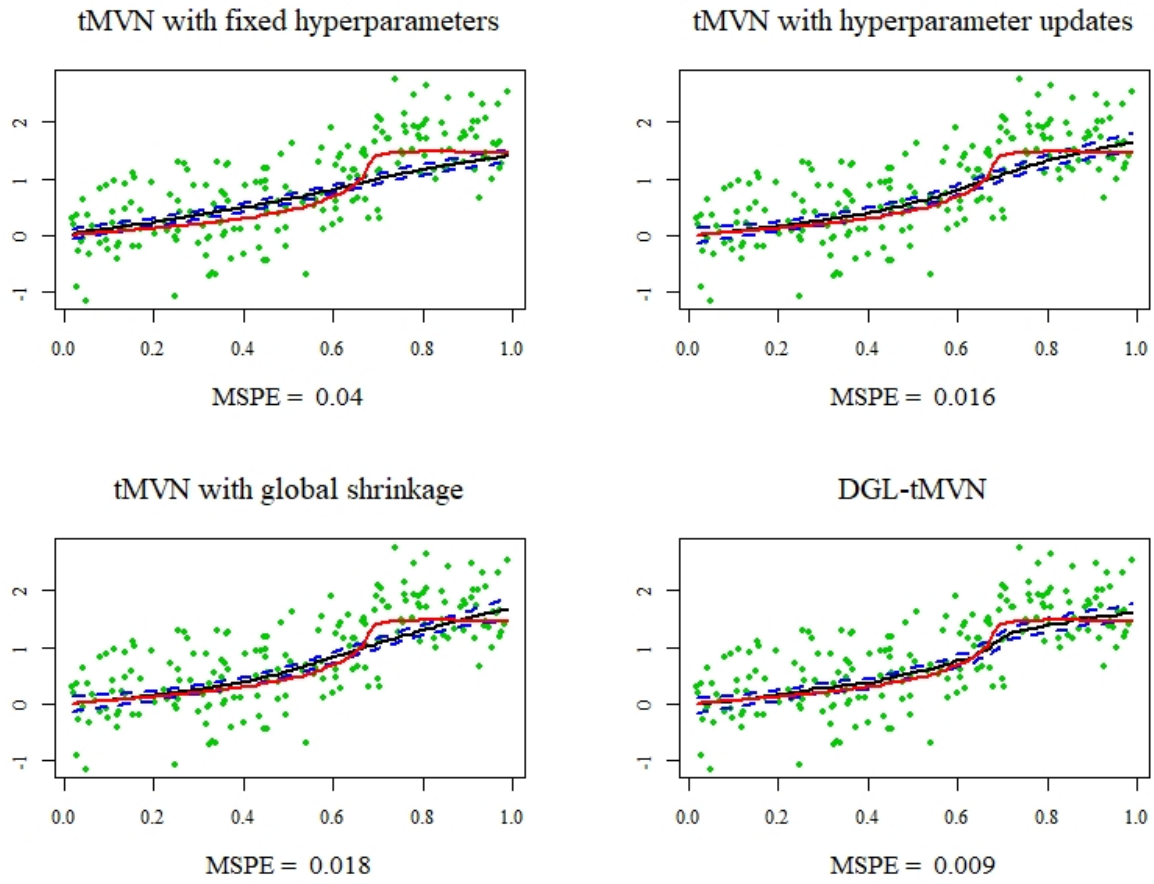 tMVN with fixed hyperparameters
2
1
0
-1
0.0 0.2 0.4 0.6 0.8 1.0
MSPE = 0.04
tMVN with hyperparameter updates
2
1
0
-1
0.0 0.2 0.4 0.6 0.8 1.0
MSPE = 0.016
tMVN with global shrinkage
2
1
0
-1
0.0 0.2 0.4 0.6 0.8 1.0
MSPE = 0.018
DGL-tMVN
2
1
0
-1
0.0 0.2 0.4 0.6 0.8 1.0
MSPE = 0.009